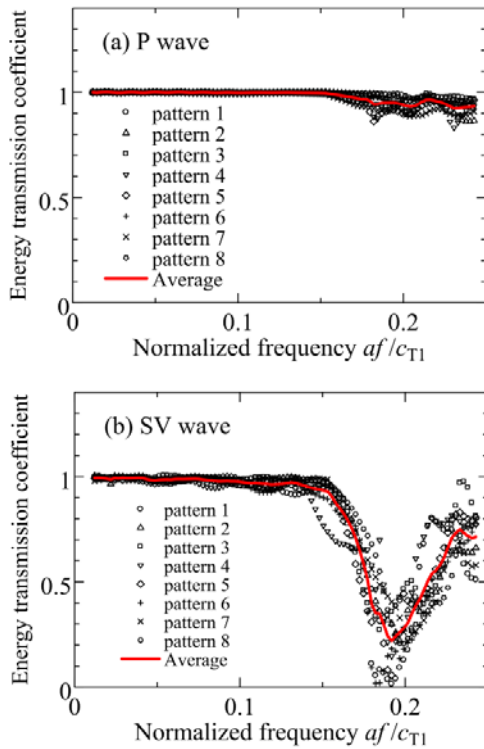 (a) P wave
Energy transmission coefficient
1
0.5
0
pattern 1
pattern 2
pattern 3
pattern 4
pattern 5
pattern 6
pattern 7
pattern 8
Average
0
0.1
0.2
Normalized frequency af/cT1
(b) SV wave
Energy transmission coefficient
1
0.5
0
pattern 1
pattern 2
pattern 3
pattern 4
pattern 5
pattern 6
pattern 7
pattern 8
Average
0
0.1
0.2
Normalized frequency af/cT1